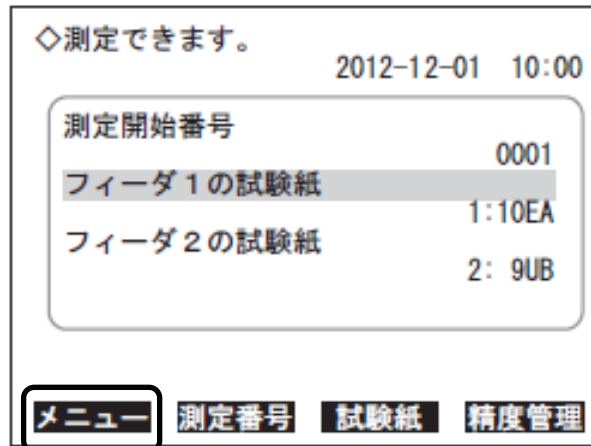 ◇測定できます。
2012-12-01 10:00
測定開始番号
0001
フィーダ1の試験紙
1:10EA
フィーダ2の試験紙
2: 9UB
メニュー 測定番号 試験紙 精度管理